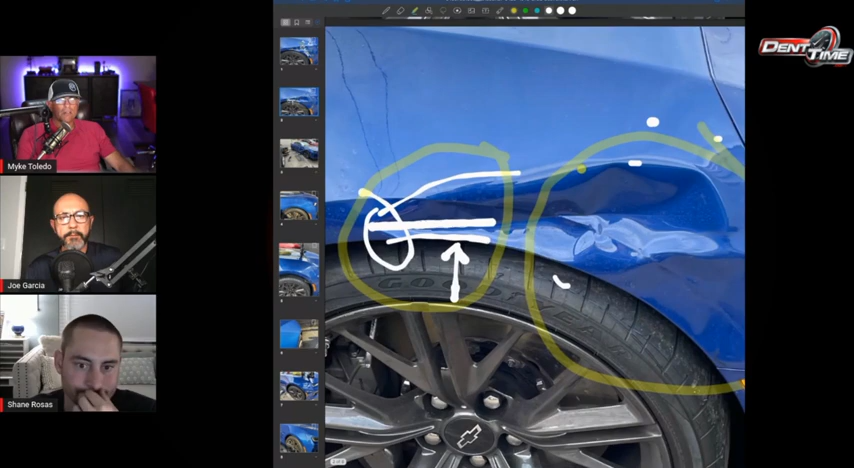 DENT
TIME
Myke Toledo
Joe Garcia
Shane Rosas
GOODYEAR